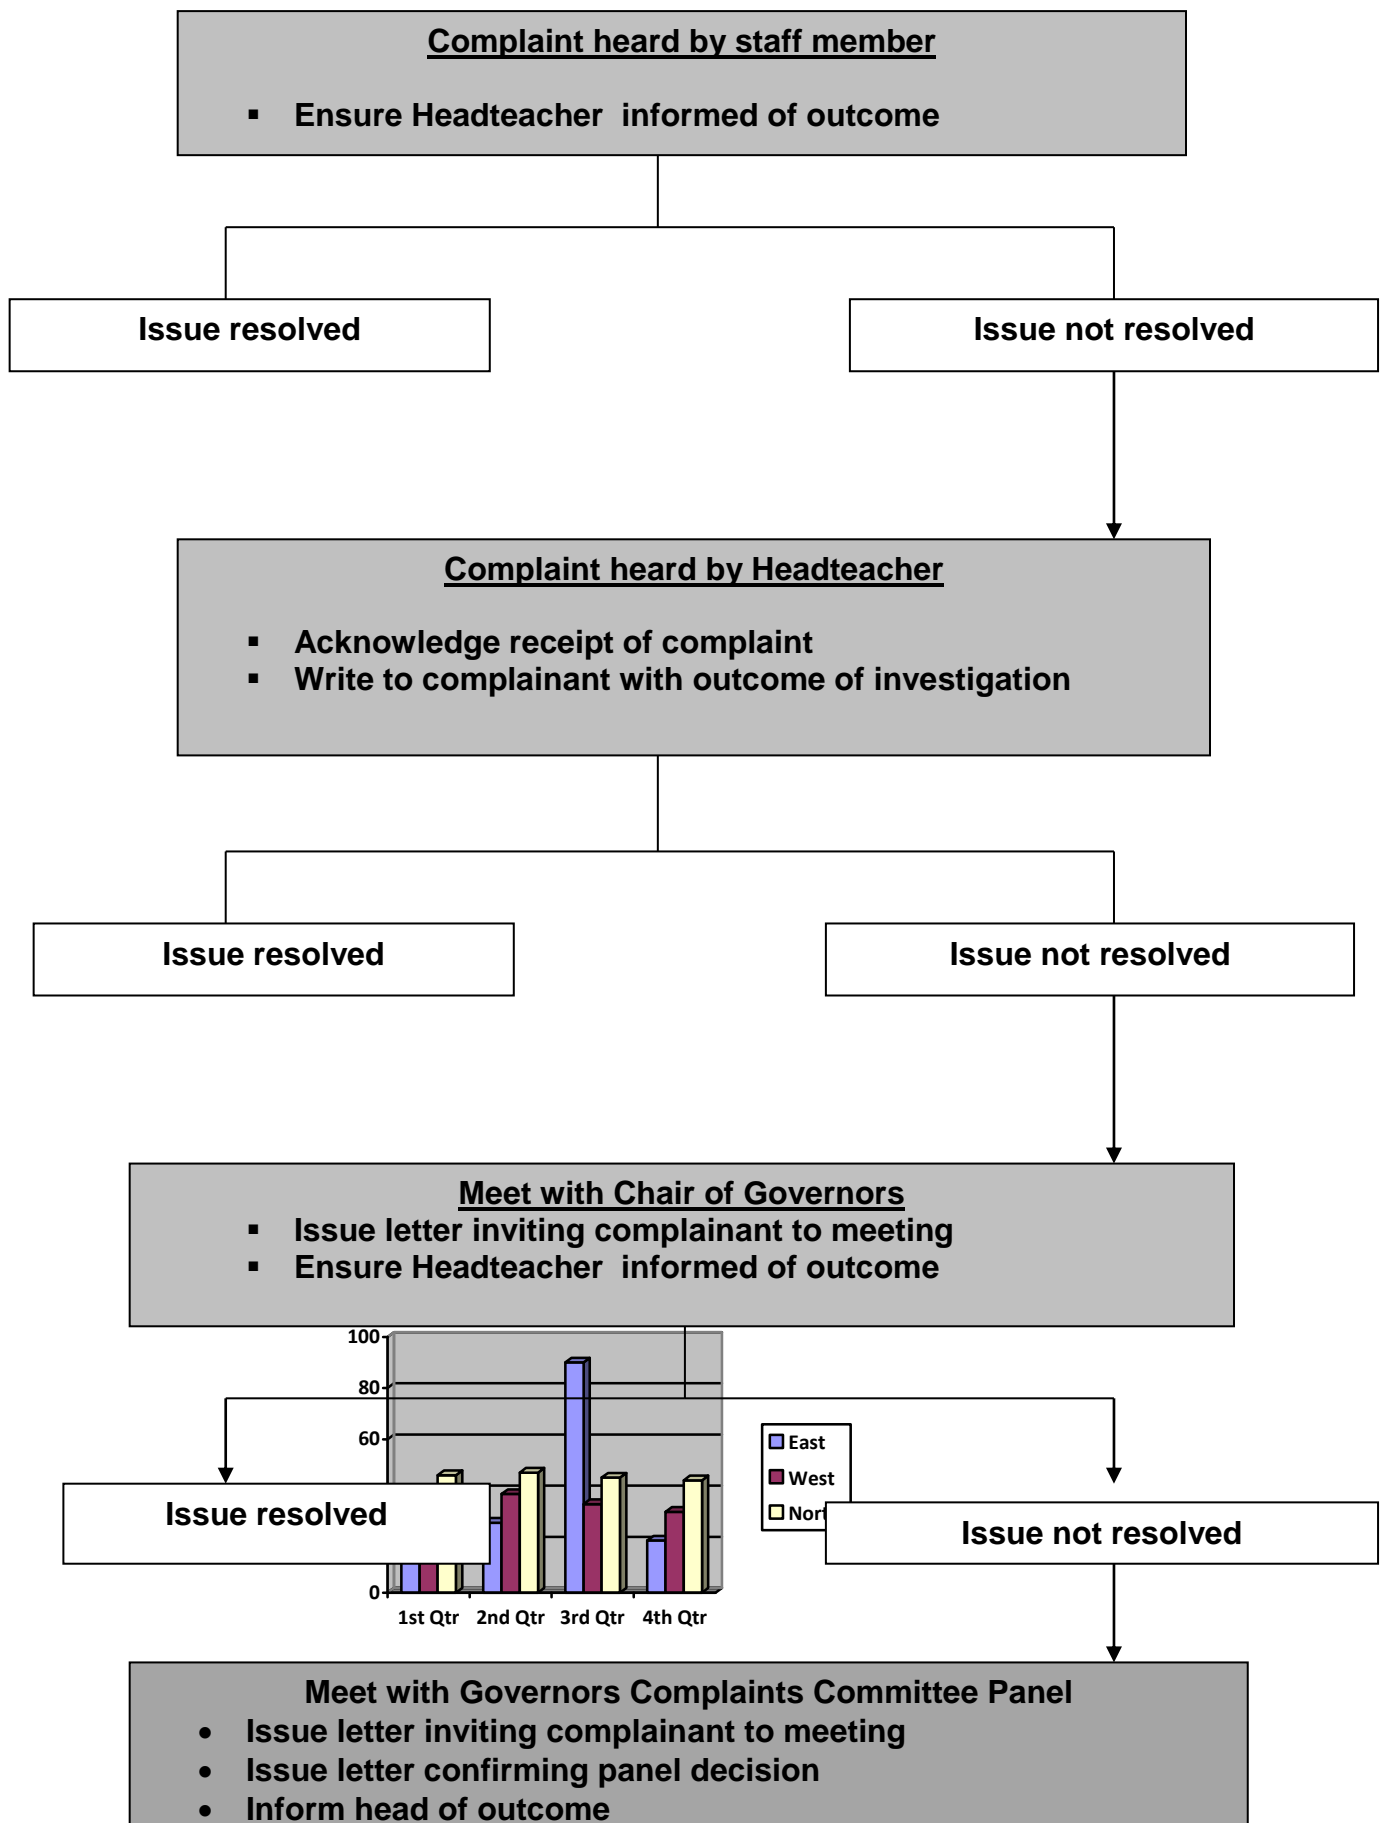 Complaint heard by staff member
▪ Ensure Headteacher  informed of outcome
Issue resolved
Issue not resolved
Complaint heard by Headteacher
▪ Acknowledge receipt of complaint
▪ Write to complainant with outcome of investigation
Issue resolved
Issue not resolved
Meet with Chair of Governors
▪ Issue letter inviting complainant to meeting
▪ Ensure Headteacher  informed of outcome
100
80
60
0
1st Qtr 2nd Qtr 3rd Qtr 4th Qtr
East
West
Nort
Issue resolved
Issue not resolved
Meet with Governors Complaints Committee Panel
• Issue letter inviting complainant to meeting
• Issue letter confirming panel decision
• Inform head of outcome